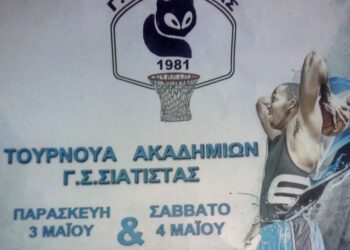 1981
ΤΟΥΡΝΟΥΑ ΑΚΑΔΗΜΙΩΝ
Γ.Σ.ΣΙΑΤΙΣΤΑΣ
ΠΑΡΑΣΚΕΥΗ & ΣΑΒΒΑΤΟ
3 ΜΑΪΟΥ 4 ΜΑΪΟΥ